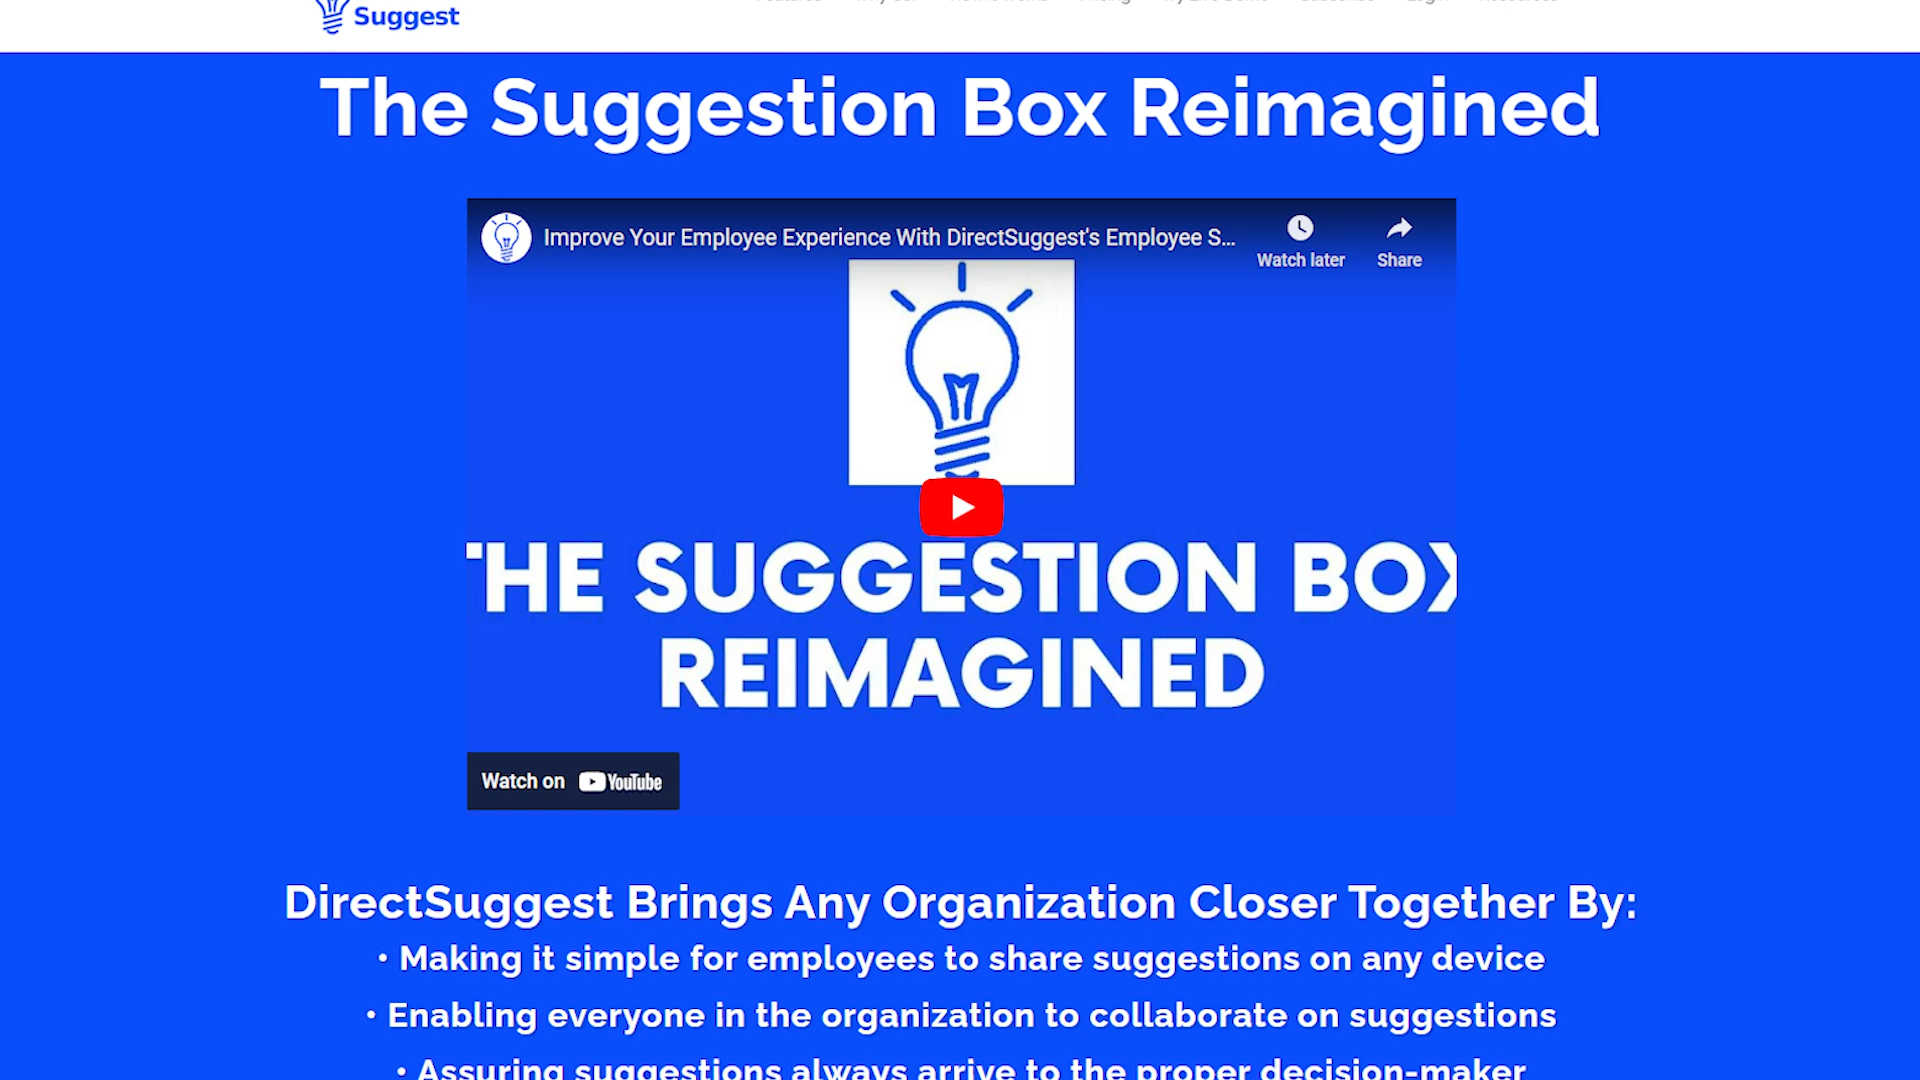 Suggest
The Suggestion Box Reimagined
Improve Your Employee Experience With DirectSuggest's Employee S...
Watch later
Share
THE SUGGESTION BOX
REIMAGINED
Watch on YouTube
DirectSuggest Brings Any Organization Closer Together By:
• Making it simple for employees to share suggestions on any device
• Enabling everyone in the organization to collaborate on suggestions
• Assuring suggestions always arrive to the proper decision-maker